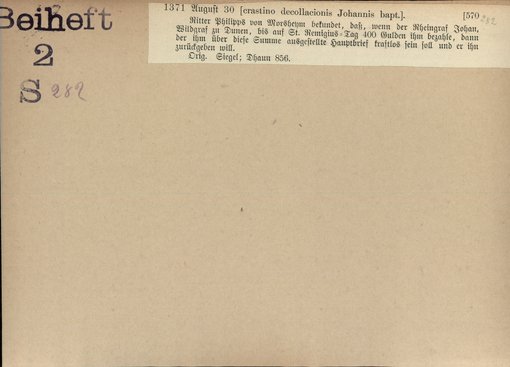 Beiheft
2
S 282
1371 August 30 [crastino decollacionis Johannis bapt.]. [570 282
Ritter Philipps von Morsheym bekundet, daß, wenn der Rheingraf Johan,
Wildgraf zu Dunen, bis auf St. Remigius-Tag 400 Gulden ihm bezahle, dann
der ihm über diese Summe ausgestellte Hauptbrief kraftlos sein soll und er ihn
zurückgeben will.
Orig. Siegel; Dhaun 856.